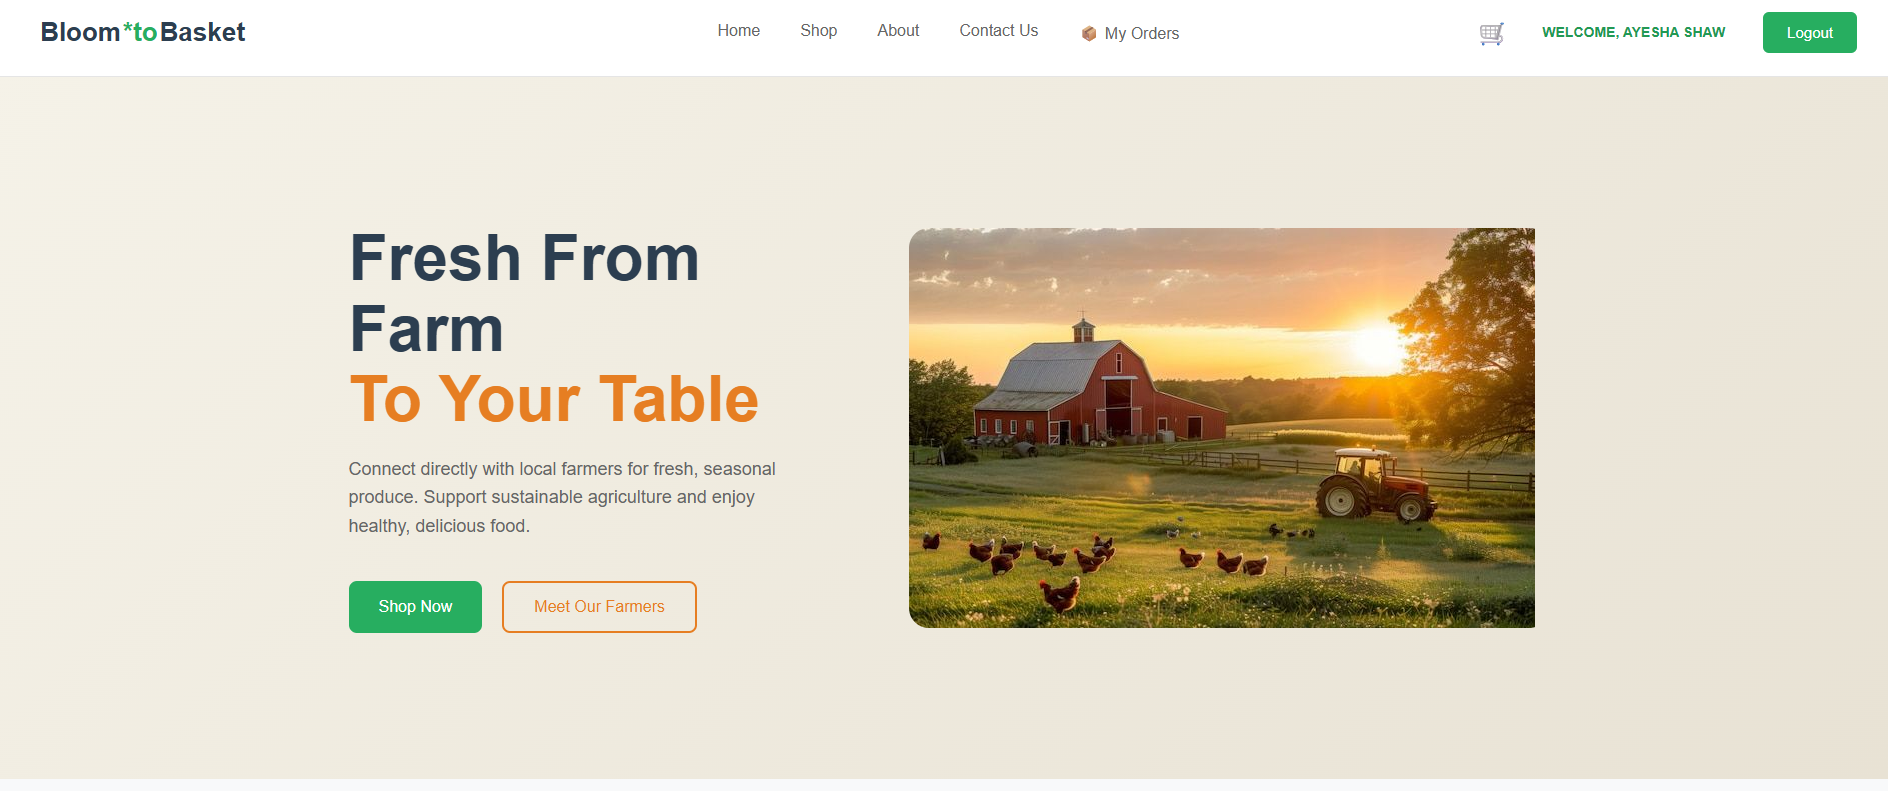 Bloom*toBasket
Home
Shop
About
Contact Us
My Orders
WELCOME, AYESHA SHAW
Logout
Fresh From
Farm
To Your Table
Connect directly with local farmers for fresh, seasonal
produce. Support sustainable agriculture and enjoy
healthy, delicious food.
Shop Now
Meet Our Farmers